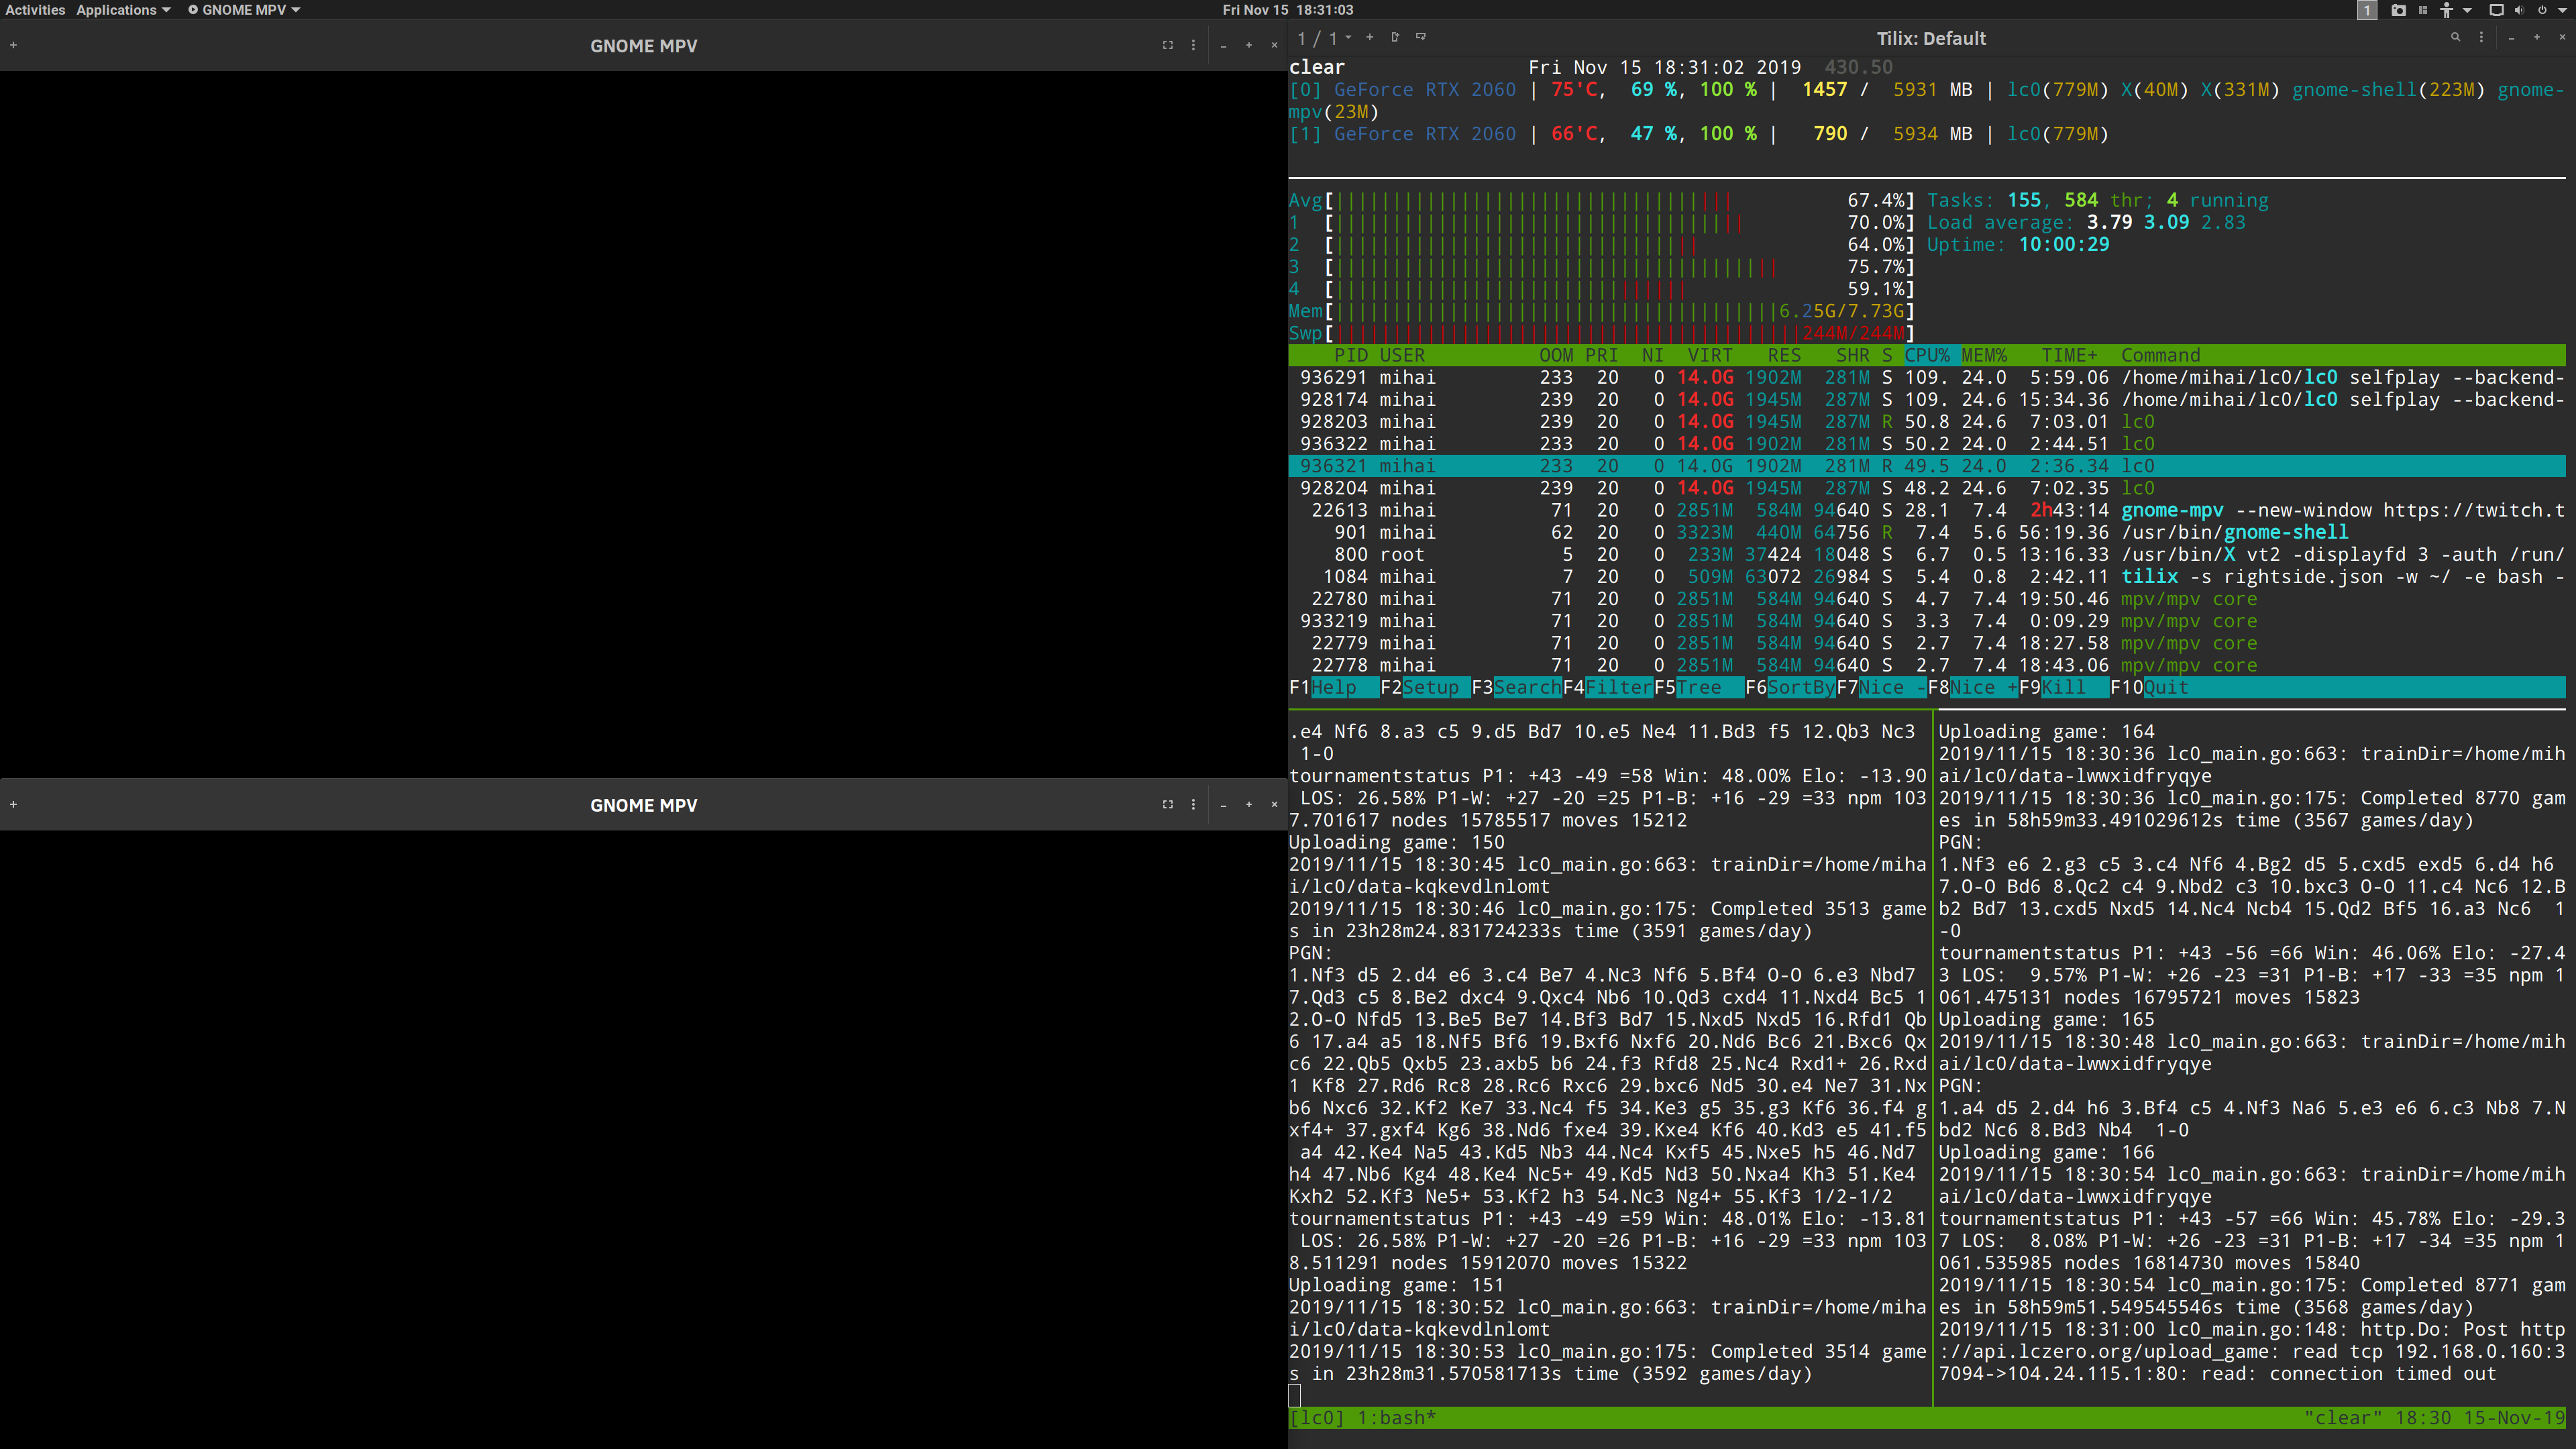 Activities Applications GNOME MPV Fri Nov 15 18:31:03 1
GNOME MPV
GNOME MPV
1 / 1 Tilix: Default
clear Fri Nov 15 18:31:02 2019 430.50
[0] GeForce RTX 2060 | 75'C, 69 %, 100 % | 1457 / 5931 MB | lc0(779M) X(40M) X(331M) gnome-shell(223M) gnome-
mpv(23M)
[1] GeForce RTX 2060 | 66'C, 47 %, 100 % | 790 / 5934 MB | lc0(779M)
Avg[ 67.4%] Tasks: 155, 584 thr; 4 running
1 [ 70.0%] Load average: 3.79 3.09 2.83
2 [ 64.0%] Uptime: 10:00:29
3 [ 75.7%]
4 [ 59.1%]
Mem[ 6.25G/7.73G]
Swp[ 244M/244M]
PID USER OOM PRI NI VIRT RES SHR S CPU% MEM% TIME+ Command
936291 mihai 233 20 0 14.0G 1902M 281M S 109. 24.0 5:59.06 /home/mihai/lc0/lc0 selfplay --backend-
928174 mihai 239 20 0 14.0G 1945M 287M S 109. 24.6 15:34.36 /home/mihai/lc0/lc0 selfplay --backend-
928203 mihai 239 20 0 14.0G 1945M 287M R 50.8 24.6 7:03.01 lc0
936322 mihai 233 20 0 14.0G 1902M 281M S 50.2 24.0 2:44.51 lc0
936321 mihai 233 20 0 14.0G 1902M 281M R 49.5 24.0 2:36.34 lc0
928204 mihai 239 20 0 14.0G 1945M 287M S 48.2 24.6 7:02.35 lc0
22613 mihai 71 20 0 2851M 584M 94640 S 28.1 7.4 2h43:14 gnome-mpv --new-window https://twitch.t
901 mihai 62 20 0 3323M 440M 64756 R 7.4 5.6 56:19.36 /usr/bin/gnome-shell
800 root 5 20 0 233M 37424 18048 S 6.7 0.5 13:16.33 /usr/bin/X vt2 -displayfd 3 -auth /run/
1084 mihai 7 20 0 509M 63072 26984 S 5.4 0.8 2:42.11 tilix -s rightside.json -w ~/ -e bash -
22780 mihai 71 20 0 2851M 584M 94640 S 4.7 7.4 19:50.46 mpv/mpv core
933219 mihai 71 20 0 2851M 584M 94640 S 3.3 7.4 0:09.29 mpv/mpv core
22779 mihai 71 20 0 2851M 584M 94640 S 2.7 7.4 18:27.58 mpv/mpv core
22778 mihai 71 20 0 2851M 584M 94640 S 2.7 7.4 18:43.06 mpv/mpv core
F1Help F2Setup F3SearchF4FilterF5Tree F6SortByF7Nice -F8Nice +F9Kill F10Quit
.e4 Nf6 8.a3 c5 9.d5 Bd7 10.e5 Ne4 11.Bd3 f5 12.Qb3 Nc3
1-0
tournamentstatus P1: +43 -49 =58 Win: 48.00% Elo: -13.90
LOS: 26.58% P1-W: +27 -20 =25 P1-B: +16 -29 =33 npm 103
7.701617 nodes 15785517 moves 15212
Uploading game: 150
2019/11/15 18:30:45 lc0_main.go:663: trainDir=/home/miha
i/lc0/data-kqkevdlnlomt
2019/11/15 18:30:46 lc0_main.go:175: Completed 3513 game
s in 23h28m24.831724233s time (3591 games/day)
PGN:
1.Nf3 d5 2.d4 e6 3.c4 Be7 4.Nc3 Nf6 5.Bf4 O-O 6.e3 Nbd7
7.Qd3 c5 8.Be2 dxc4 9.Qxc4 Nb6 10.Qd3 cxd4 11.Nxd4 Bc5 1
2.O-O Nfd5 13.Be5 Be7 14.Bf3 Bd7 15.Nxd5 Nxd5 16.Rfd1 Qb
6 17.a4 a5 18.Nf5 Bf6 19.Bxf6 Nxf6 20.Nd6 Bc6 21.Bxc6 Qx
c6 22.Qb5 Qxb5 23.axb5 b6 24.f3 Rfd8 25.Nc4 Rxd1+ 26.Rxd
1 Kf8 27.Rd6 Rc8 28.Rc6 Rxc6 29.bxc6 Nd5 30.e4 Ne7 31.Nx
b6 Nxc6 32.Kf2 Ke7 33.Nc4 f5 34.Ke3 g5 35.g3 Kf6 36.f4 g
xf4+ 37.gxf4 Kg6 38.Nd6 fxe4 39.Kxe4 Kf6 40.Kd3 e5 41.f5
a4 42.Ke4 Na5 43.Kd5 Nb3 44.Nc4 Kxf5 45.Nxe5 h5 46.Nd7
h4 47.Nb6 Kg4 48.Ke4 Nc5+ 49.Kd5 Nd3 50.Nxa4 Kh3 51.Ke4
Kxh2 52.Kf3 Ne5+ 53.Kf2 h3 54.Nc3 Ng4+ 55.Kf3 1/2-1/2
tournamentstatus P1: +43 -49 =59 Win: 48.01% Elo: -13.81
LOS: 26.58% P1-W: +27 -20 =26 P1-B: +16 -29 =33 npm 103
8.511291 nodes 15912070 moves 15322
Uploading game: 151
2019/11/15 18:30:52 lc0_main.go:663: trainDir=/home/miha
i/lc0/data-kqkevdlnlomt
2019/11/15 18:30:53 lc0_main.go:175: Completed 3514 game
s in 23h28m31.570581713s time (3592 games/day)
Uploading game: 164
2019/11/15 18:30:36 lc0_main.go:663: trainDir=/home/mih
ai/lc0/data-lwwxidfryqye
2019/11/15 18:30:36 lc0_main.go:175: Completed 8770 gam
es in 58h59m33.491029612s time (3567 games/day)
PGN:
1.Nf3 e6 2.g3 c5 3.c4 Nf6 4.Bg2 d5 5.cxd5 exd5 6.d4 h6
7.O-O Bd6 8.Qc2 c4 9.Nbd2 c3 10.bxc3 O-O 11.c4 Nc6 12.B
b2 Bd7 13.cxd5 Nxd5 14.Nc4 Ncb4 15.Qd2 Bf5 16.a3 Nc6 1
-0
tournamentstatus P1: +43 -56 =66 Win: 46.06% Elo: -27.4
3 LOS: 9.57% P1-W: +26 -23 =31 P1-B: +17 -33 =35 npm 1
061.475131 nodes 16795721 moves 15823
Uploading game: 165
2019/11/15 18:30:48 lc0_main.go:663: trainDir=/home/mih
ai/lc0/data-lwwxidfryqye
PGN:
1.a4 d5 2.d4 h6 3.Bf4 c5 4.Nf3 Na6 5.e3 e6 6.c3 Nb8 7.N
bd2 Nc6 8.Bd3 Nb4 1-0
Uploading game: 166
2019/11/15 18:30:54 lc0_main.go:663: trainDir=/home/mih
ai/lc0/data-lwwxidfryqye
tournamentstatus P1: +43 -57 =66 Win: 45.78% Elo: -29.3
7 LOS: 8.08% P1-W: +26 -23 =31 P1-B: +17 -34 =35 npm 1
061.535985 nodes 16814730 moves 15840
2019/11/15 18:30:54 lc0_main.go:175: Completed 8771 gam
es in 58h59m51.549545546s time (3568 games/day)
2019/11/15 18:31:00 lc0_main.go:148: http.Do: Post http
://api.lczero.org/upload_game: read tcp 192.168.0.160:3
7094->104.24.115.1:80: read: connection timed out
[lc0] 1:bash* "clear" 18:30 15-Nov-19